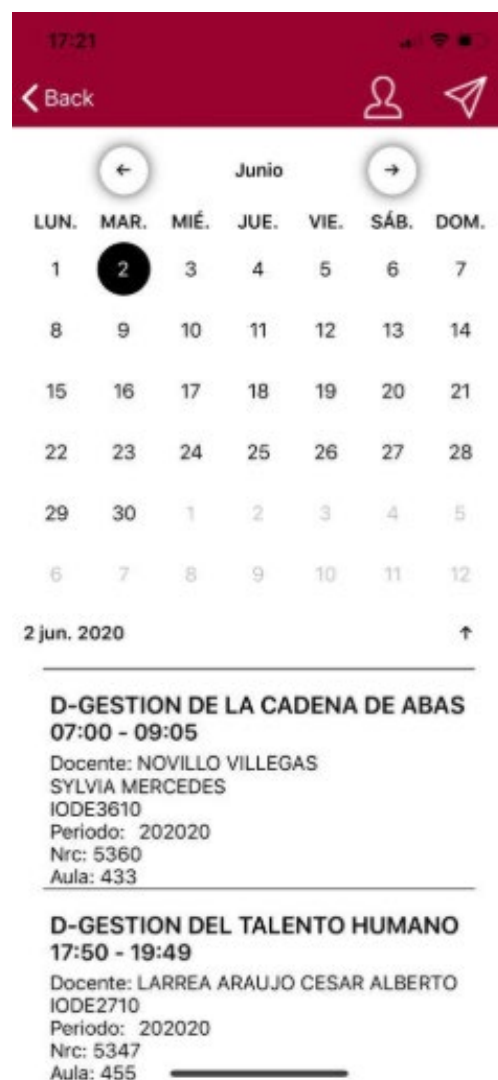 17:21
Back
Junio
LUN. MAR. MIÉ. JUE. VIE. SÁB. DOM.
1 2 3 4 5 6 7
8 9 10 11 12 13 14
15 16 17 18 19 20 21
22 23 24 25 26 27 28
29 30 1 2 3 4 5
6 7 8 9 10 11 12
2 jun. 2020
D-GESTION DE LA CADENA DE ABAS
07:00 - 09:05
Docente: NOVILLO VILLEGAS
SYLVIA MERCEDES
IODE3610
Periodo: 202020
Nrc: 5360
Aula: 433
D-GESTION DEL TALENTO HUMANO
17:50 - 19:49
Docente: LARREA ARAUJO CESAR ALBERTO
IODE2710
Periodo: 202020
Nrc: 5347
Aula: 455